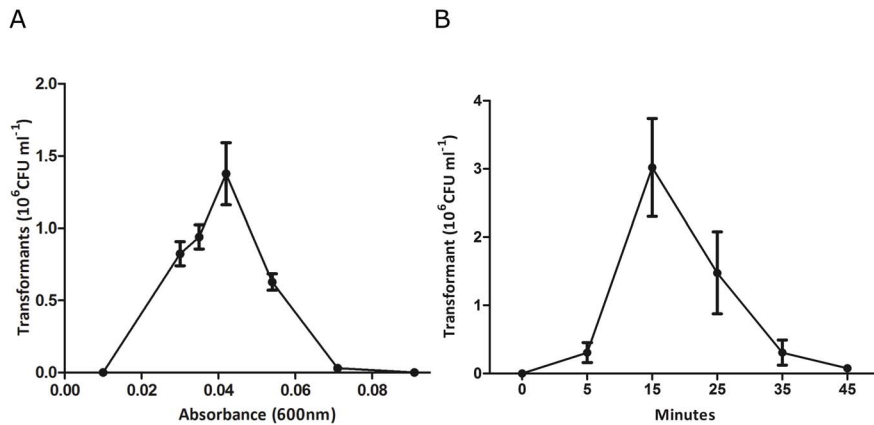 A
B
Transformants (10⁶CFU ml⁻¹)
2.0
1.5
1.0
0.5
0.0
0.00 0.02 0.04 0.06 0.08
Absorbance (600nm)
Transformant (10⁶CFU ml⁻¹)
4
3
2
1
0
0 5 15 25 35 45
Minutes